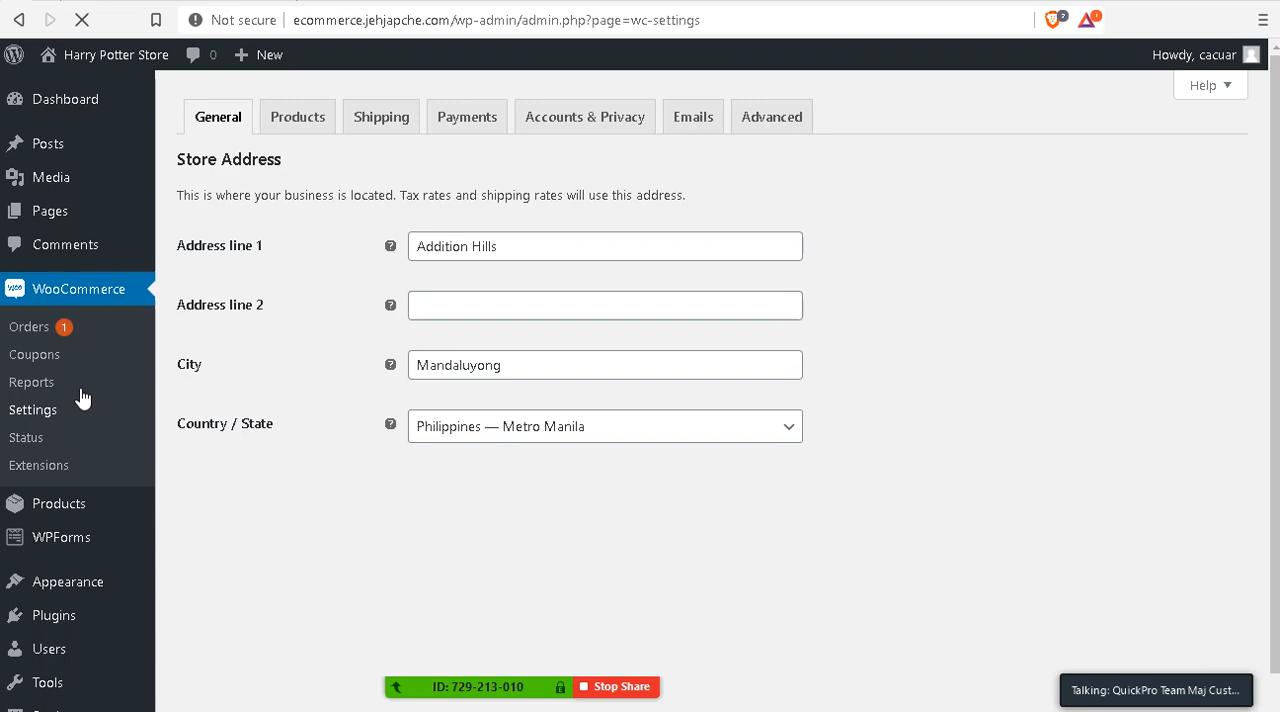 Not secure ecommerce.jehjapche.com/wp-admin/admin.php?page=wc-settings 2 1
Harry Potter Store 0 New Howdy, cacuar
Help
Dashboard
Posts
Media
Pages
Comments
WooCommerce
Orders 1
Coupons
Reports
Settings
Status
Extensions
Products
WPForms
Appearance
Plugins
Users
Tools
General Products Shipping Payments Accounts & Privacy Emails Advanced
Store Address
This is where your business is located. Tax rates and shipping rates will use this address.
Address line 1 Addition Hills
Address line 2
City Mandaluyong
Country / State Philippines — Metro Manila
ID: 729-213-010 Stop Share
Talking: QuickPro Team Maj Cust...